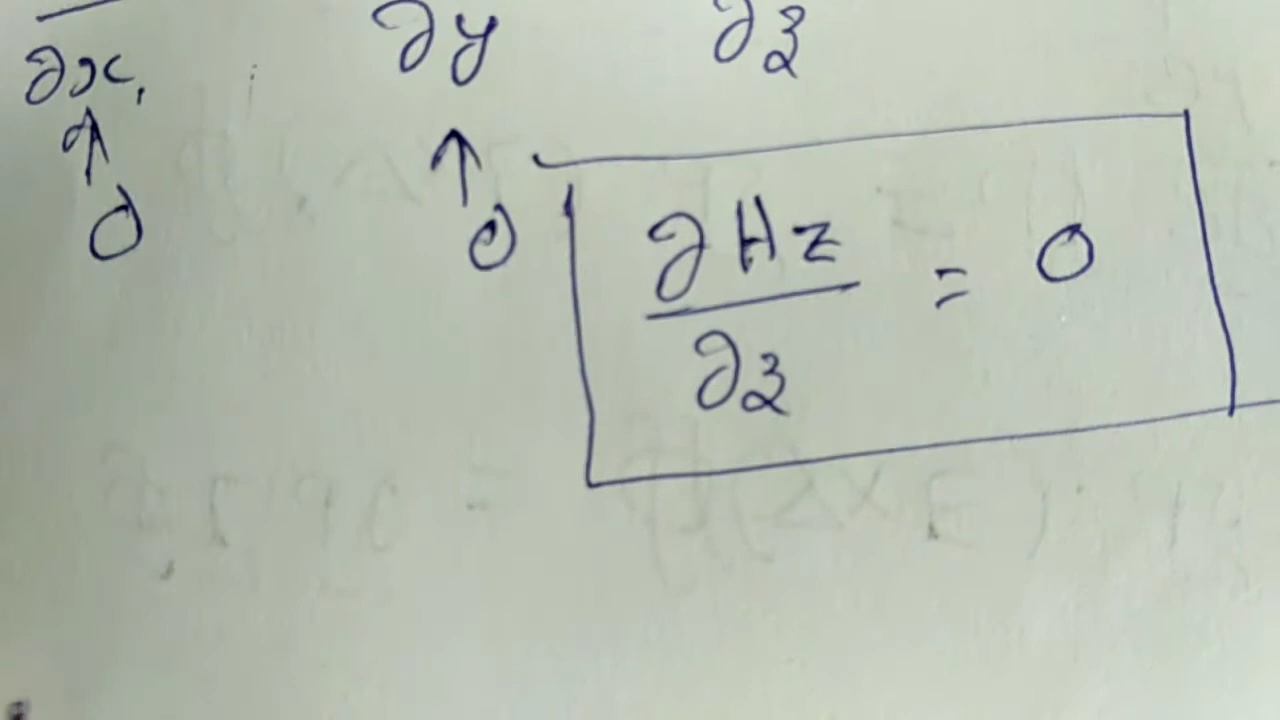 ∂x, ∂y ∂z
↑ ↑
0 0
∂Hz
—— = 0
∂z